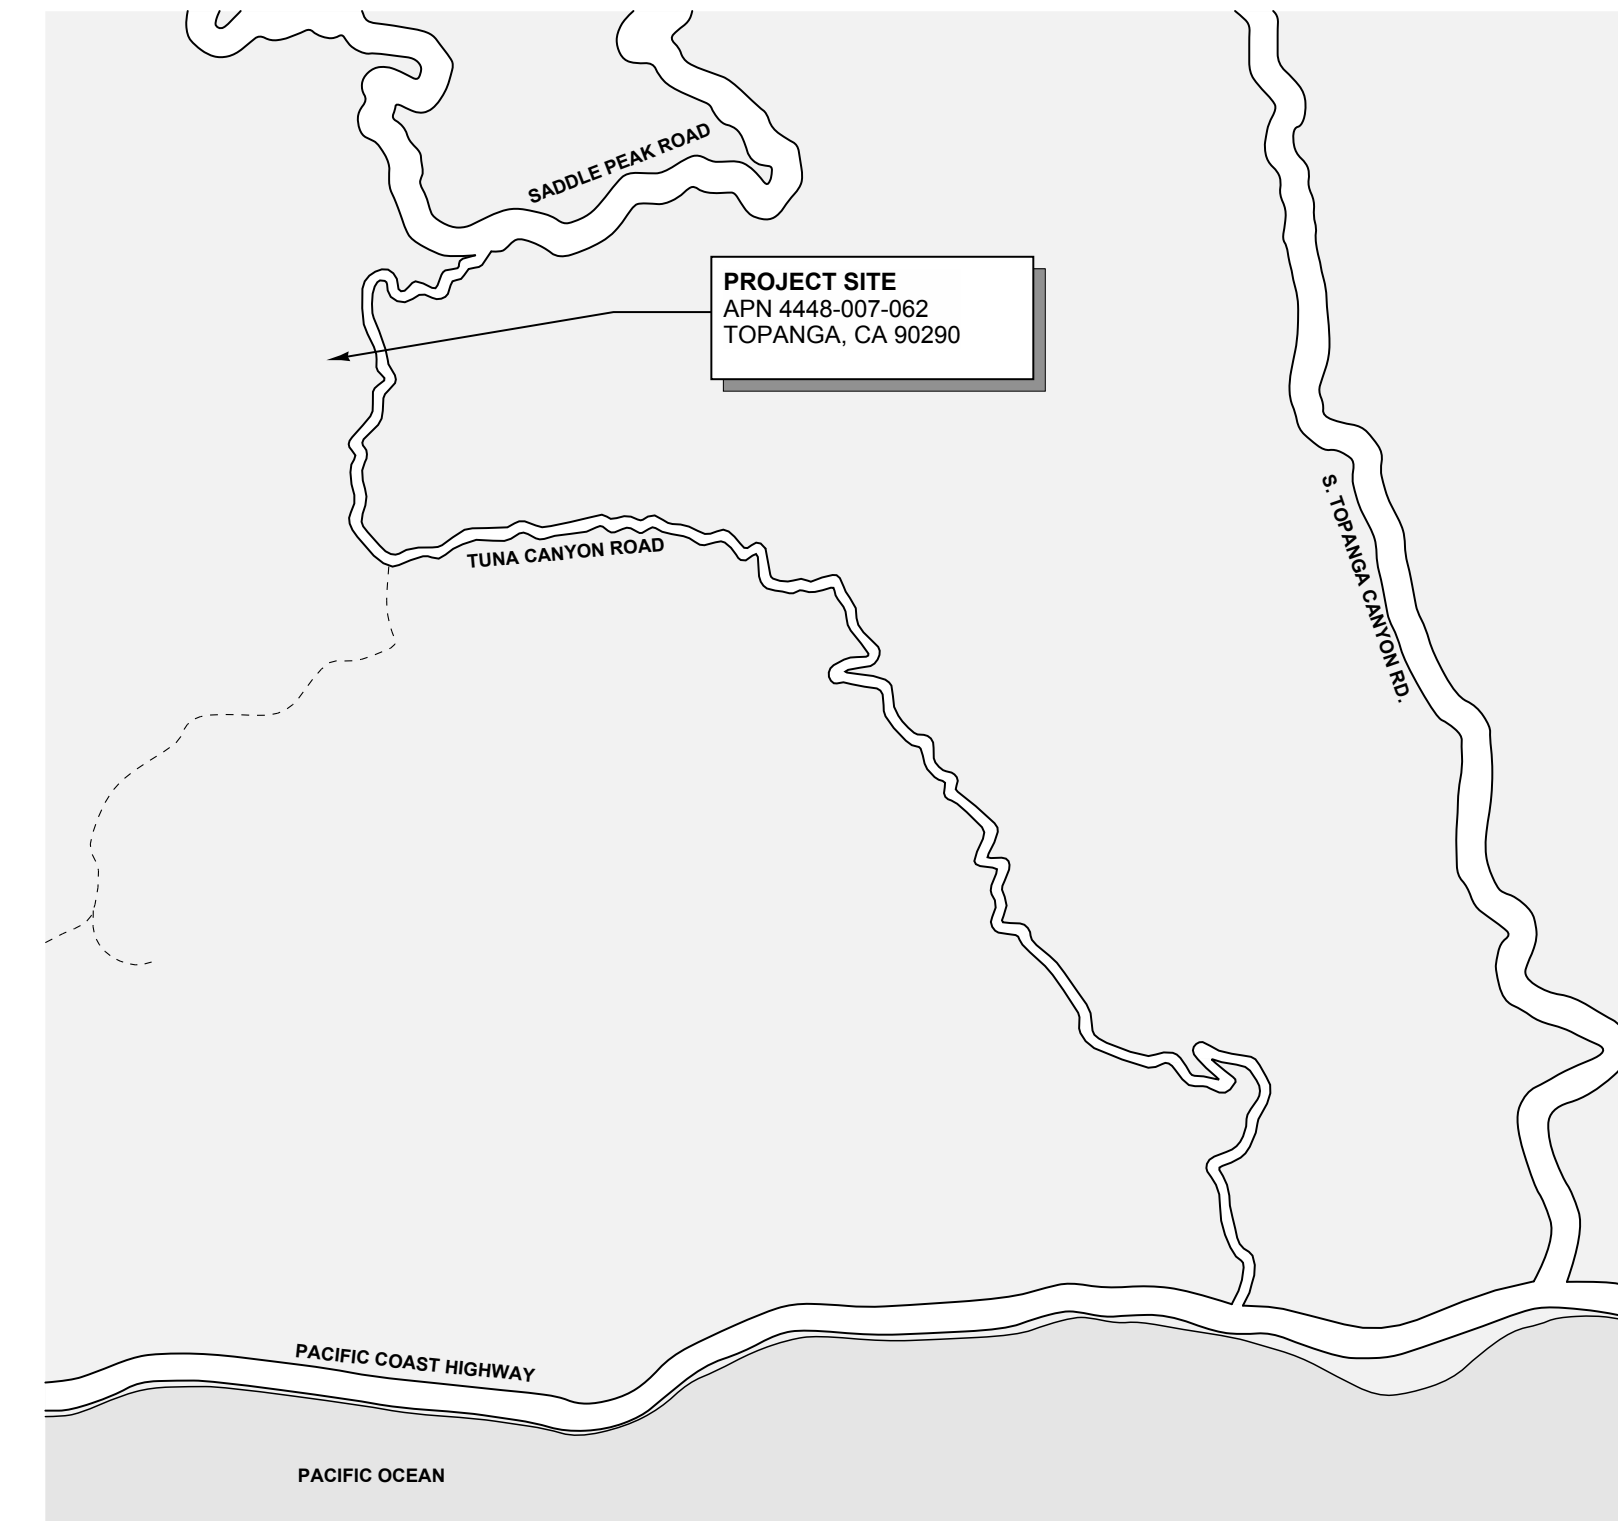 SADDLE PEAK ROAD
PROJECT SITE
APN 4448-007-062
TOPANGA, CA 90290
S. TOPANGA CANYON RD.
TUNA CANYON ROAD
PACIFIC COAST HIGHWAY
PACIFIC OCEAN